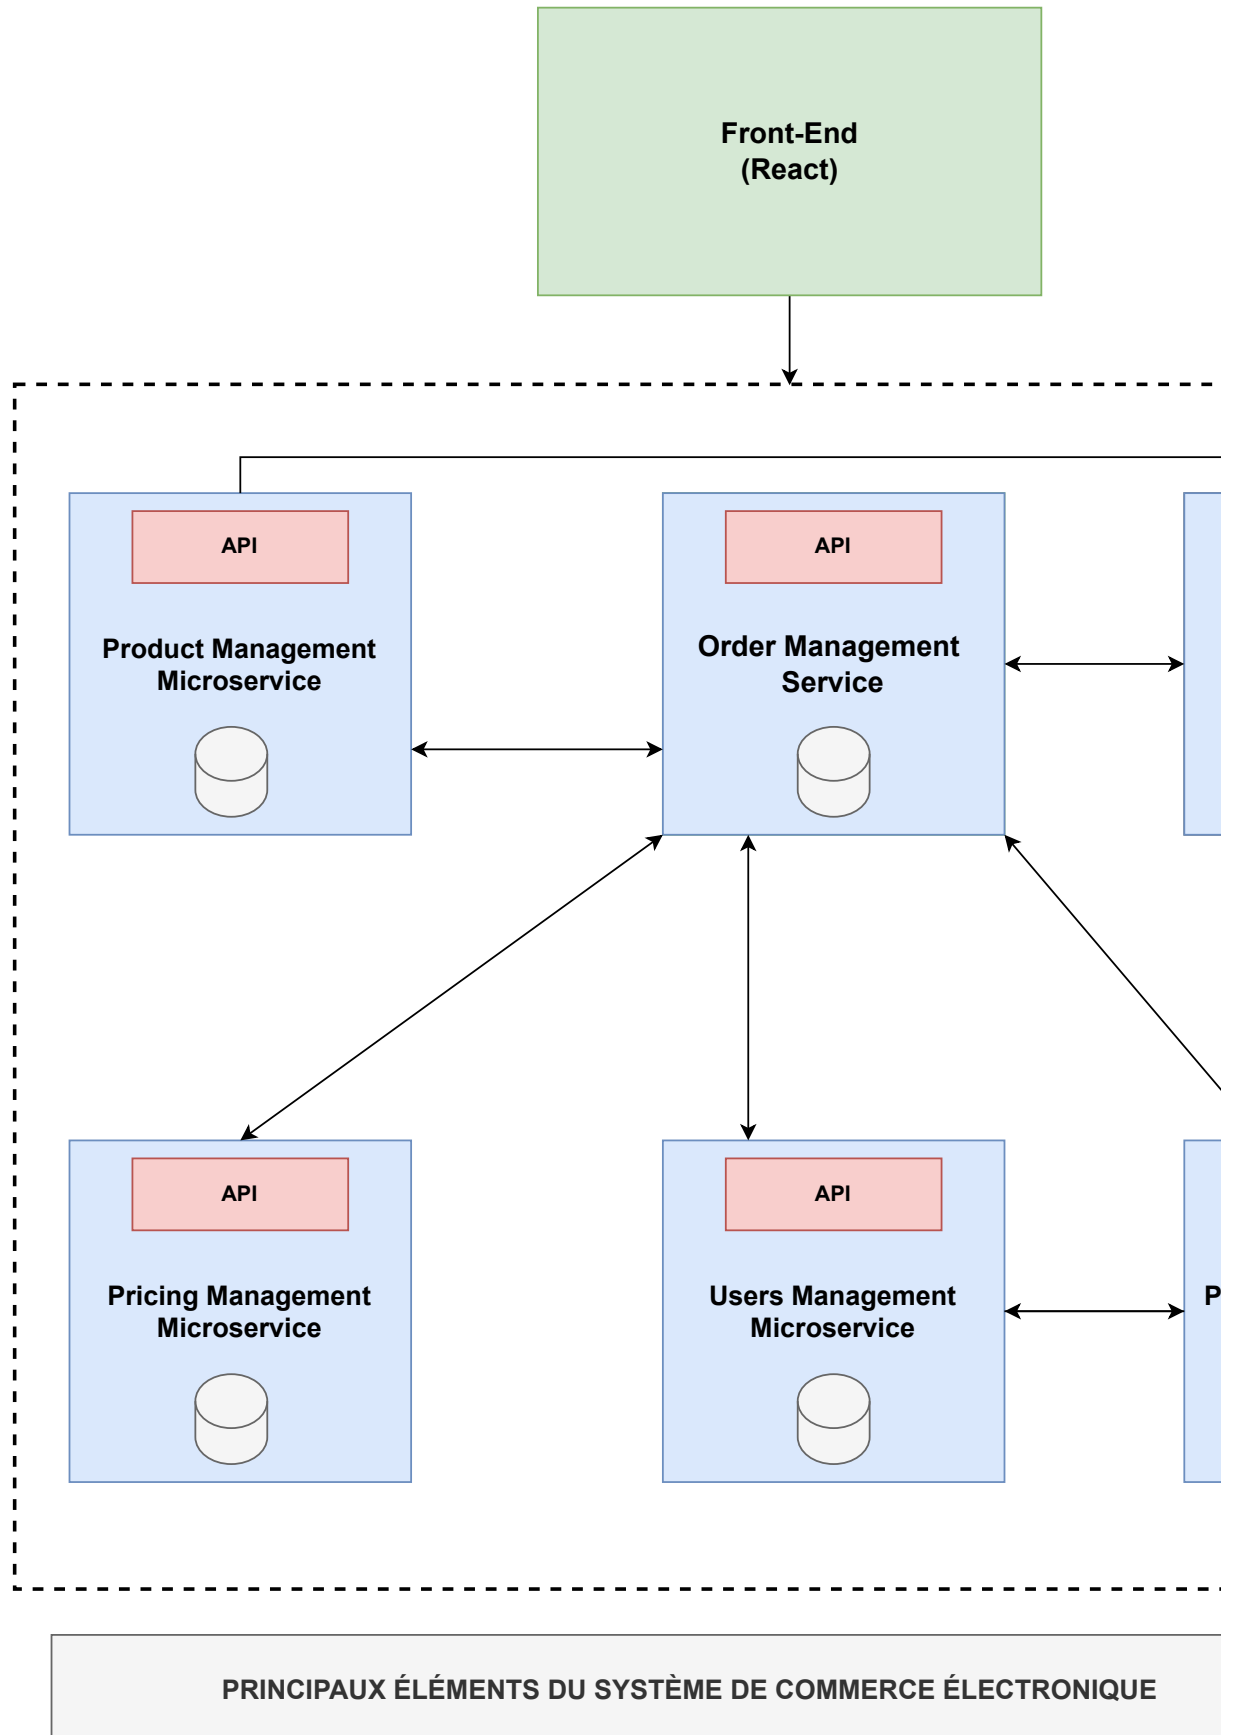 Front-End
(React)
API
API
Product Management
Microservice
Order Management
Service
API
API
Pricing Management
Microservice
Users Management
Microservice
PRINCIPAUX ÉLÉMENTS DU SYSTÈME DE COMMERCE ÉLECTRONIQUE